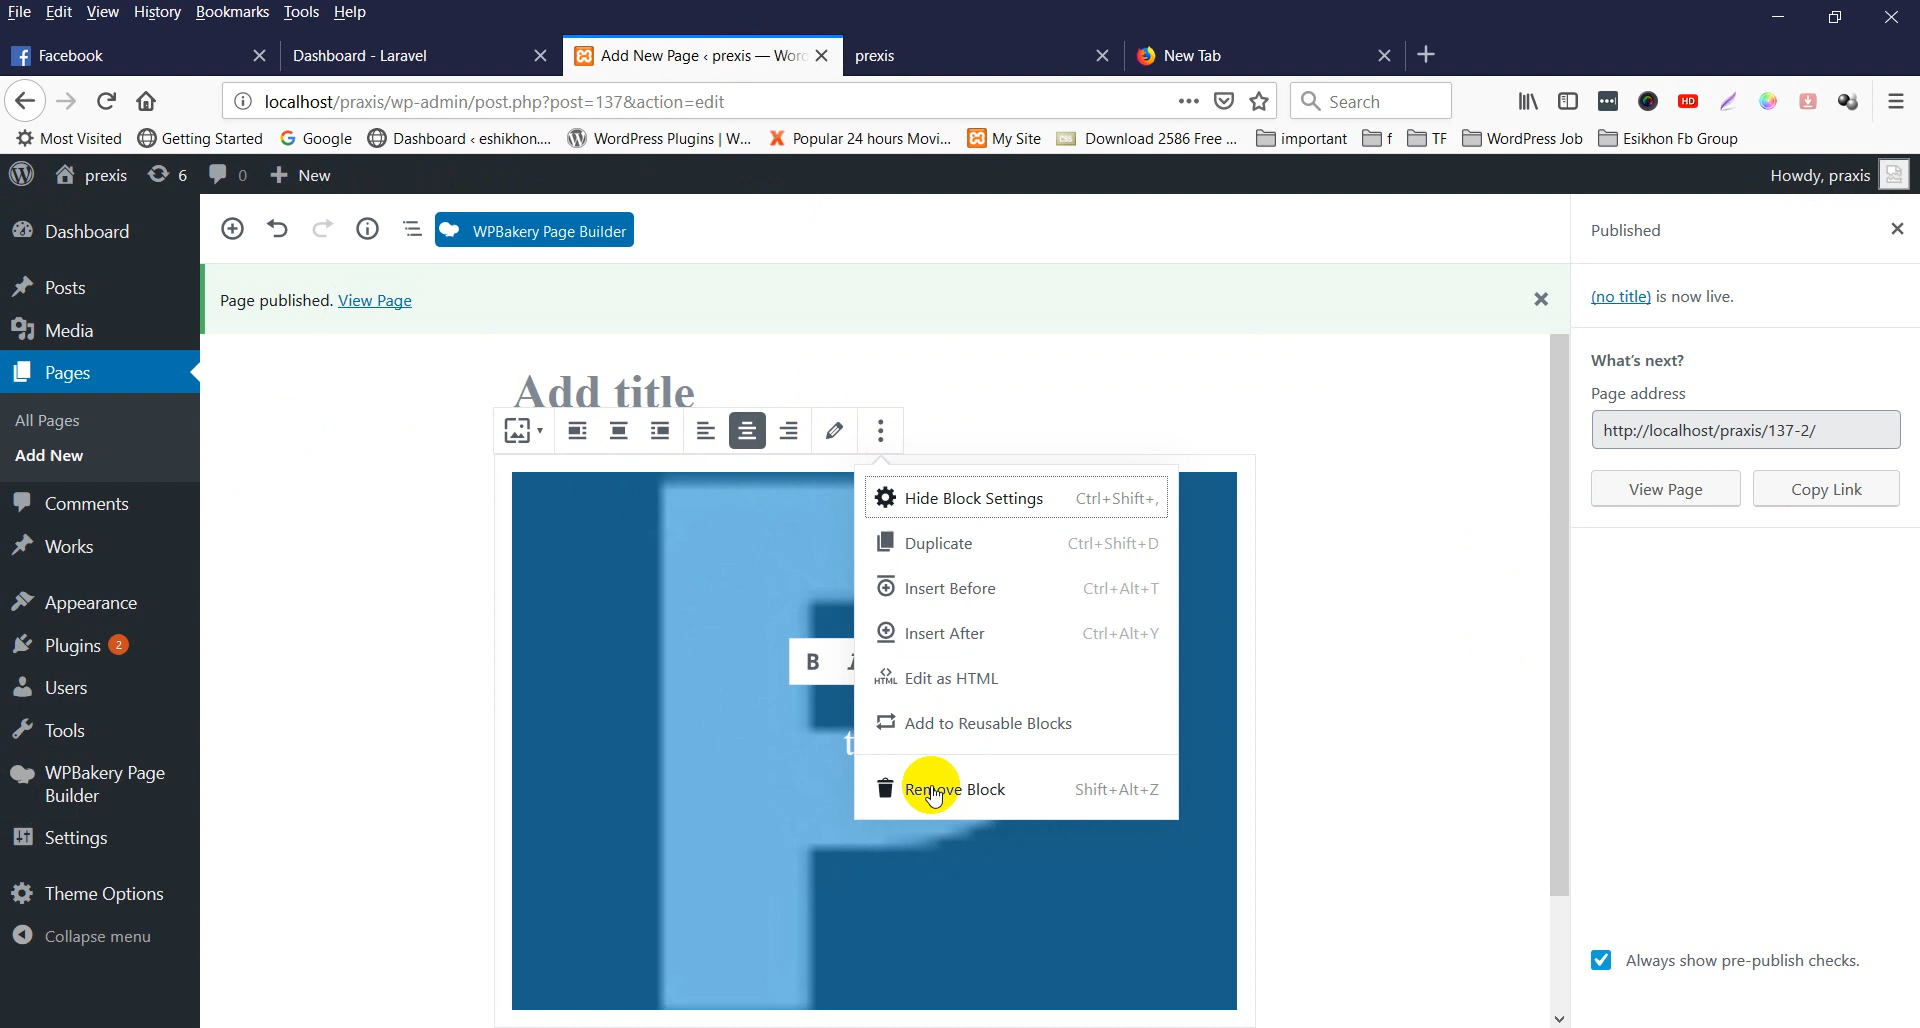 File Edit View History Bookmarks Tools Help
Facebook Dashboard - Laravel Add New Page ‹ prexis — Word prexis New Tab
localhost/praxis/wp-admin/post.php?post=137&action=edit Search
Most Visited Getting Started Google Dashboard ‹ eshikhon.... WordPress Plugins | W... Popular 24 hours Movi... My Site CSS Download 2586 Free ... important f TF WordPress Job Esikhon Fb Group
prexis 6 0 New Howdy, praxis
Dashboard
Posts
Media
Pages
All Pages
Add New
Comments
Works
Appearance
Plugins 2
Users
Tools
WPBakery Page
Builder
Settings
Theme Options
Collapse menu
WPBakery Page Builder
Page published. View Page
Add title
Hide Block Settings Ctrl+Shift+,
Duplicate Ctrl+Shift+D
Insert Before Ctrl+Alt+T
Insert After Ctrl+Alt+Y
HTML Edit as HTML
Add to Reusable Blocks
Remove Block Shift+Alt+Z
B I
t
Published
(no title) is now live.
What's next?
Page address
http://localhost/praxis/137-2/
View Page Copy Link
Always show pre-publish checks.
HD